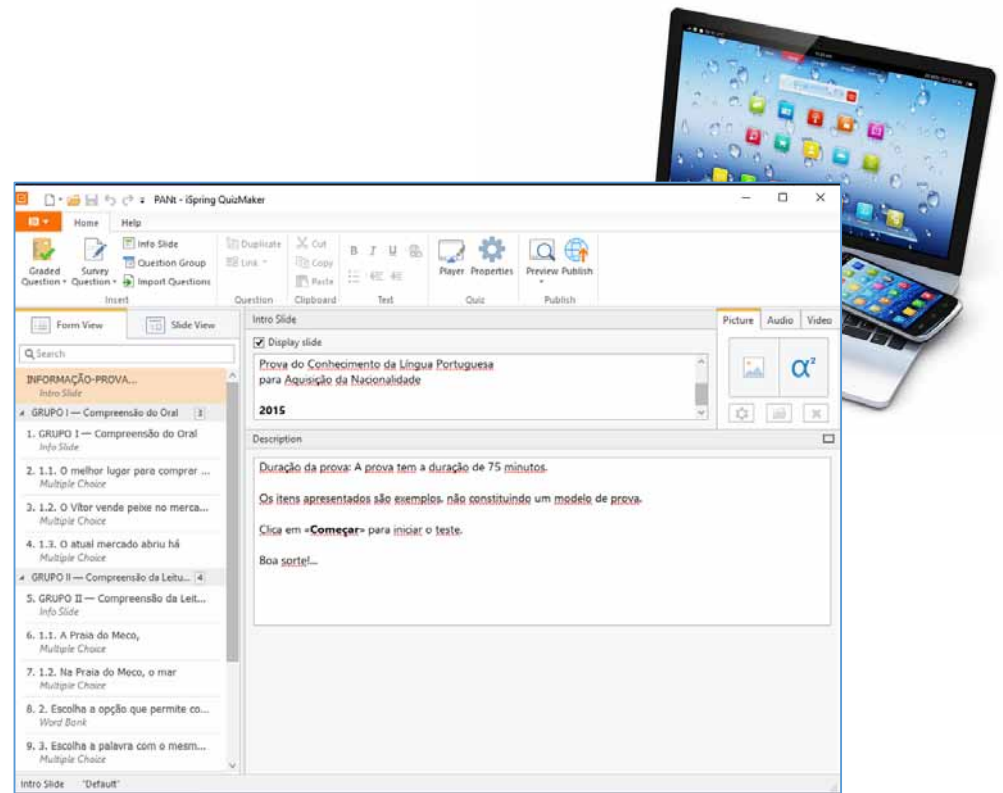 PANt - iSpring QuizMaker
Home Help
Graded Question
Survey Question
Info Slide
Question Group
Import Questions
Insert
Duplicate
Link
Question
Cut
Copy
Paste
Clipboard
B I U
Text
Player Properties
Quiz
Preview Publish
Publish
Form View Slide View
Search
INFORMAÇÃO-PROVA...
Intro Slide
GRUPO I — Compreensão do Oral 3
1. GRUPO I — Compreensão do Oral
Info Slide
2. 1.1. O melhor lugar para comprar ...
Multiple Choice
3. 1.2. O Vítor vende peixe no merca...
Multiple Choice
4. 1.3. O atual mercado abriu há
Multiple Choice
GRUPO II — Compreensão da Leitu... 4
5. GRUPO II — Compreensão da Leit...
Info Slide
6. 1.1. A Praia do Meco,
Multiple Choice
7. 1.2. Na Praia do Meco, o mar
Multiple Choice
8. 2. Escolha a opção que permite co...
Word Bank
9. 3. Escolha a palavra com o mesm...
Multiple Choice
Intro Slide
Display slide
Prova do Conhecimento da Língua Portuguesa
para Aquisição da Nacionalidade
2015
Picture Audio Video
α²
Description
Duração da prova: A prova tem a duração de 75 minutos.
Os itens apresentados são exemplos, não constituindo um modelo de prova.
Clica em «Começar» para iniciar o teste.
Boa sorte!...
Intro Slide "Default"